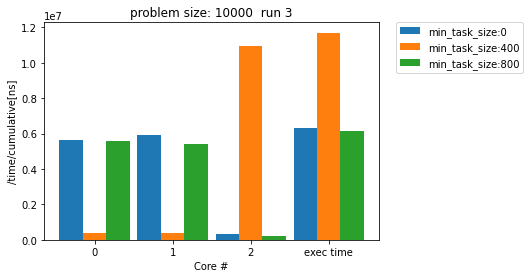 problem size: 10000  run 3
1e7
1.2
1.0
0.8
0.6
0.4
0.2
0.0
/time/cumulative[ns]
0 1 2 exec time
Core #
min_task_size:0
min_task_size:400
min_task_size:800